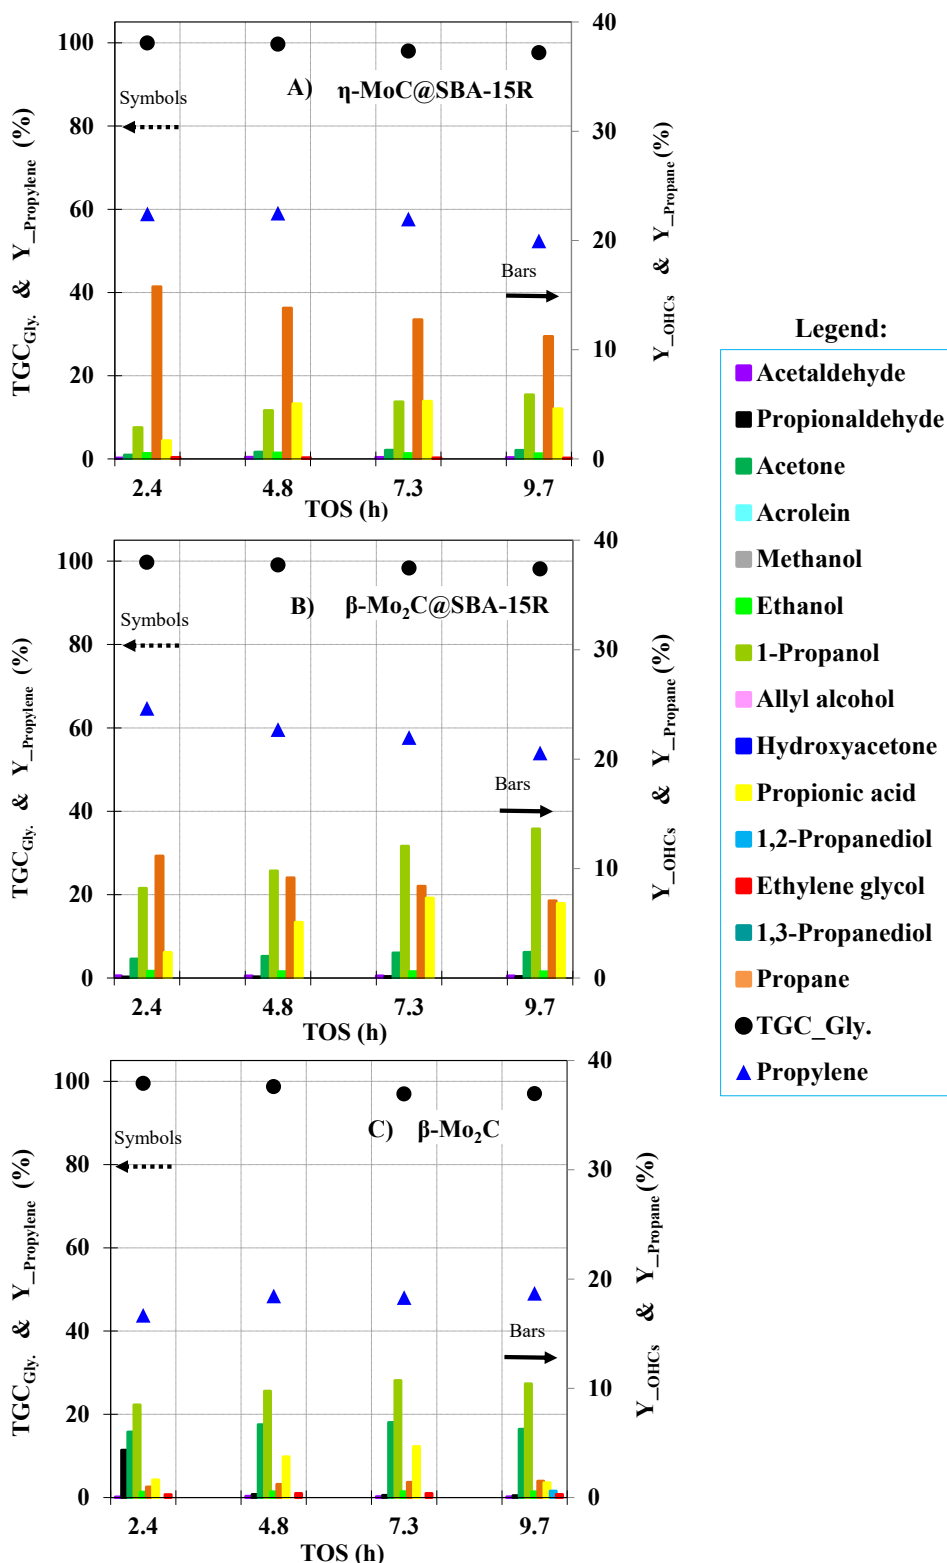 TGC_Gly. & Y_Propylene (%)
100
80
60
40
20
0
A) η-MoC@SBA-15R
Symbols
Bars
40
30
20
10
0
Y_OHCs & Y_Propane (%)
2.4 4.8 7.3 9.7
TOS (h)
TGC_Gly. & Y_Propylene (%)
100
80
60
40
20
0
B) β-Mo₂C@SBA-15R
Symbols
Bars
40
30
20
10
0
Y_OHCs & Y_Propane (%)
2.4 4.8 7.3 9.7
TOS (h)
TGC_Gly. & Y_Propylene (%)
100
80
60
40
20
0
C) β-Mo₂C
Symbols
Bars
40
30
20
10
0
Y_OHCs & Y_Propane (%)
2.4 4.8 7.3 9.7
TOS (h)
Legend:
Acetaldehyde
Propionaldehyde
Acetone
Acrolein
Methanol
Ethanol
1-Propanol
Allyl alcohol
Hydroxyacetone
Propionic acid
1,2-Propanediol
Ethylene glycol
1,3-Propanediol
Propane
TGC_Gly.
Propylene